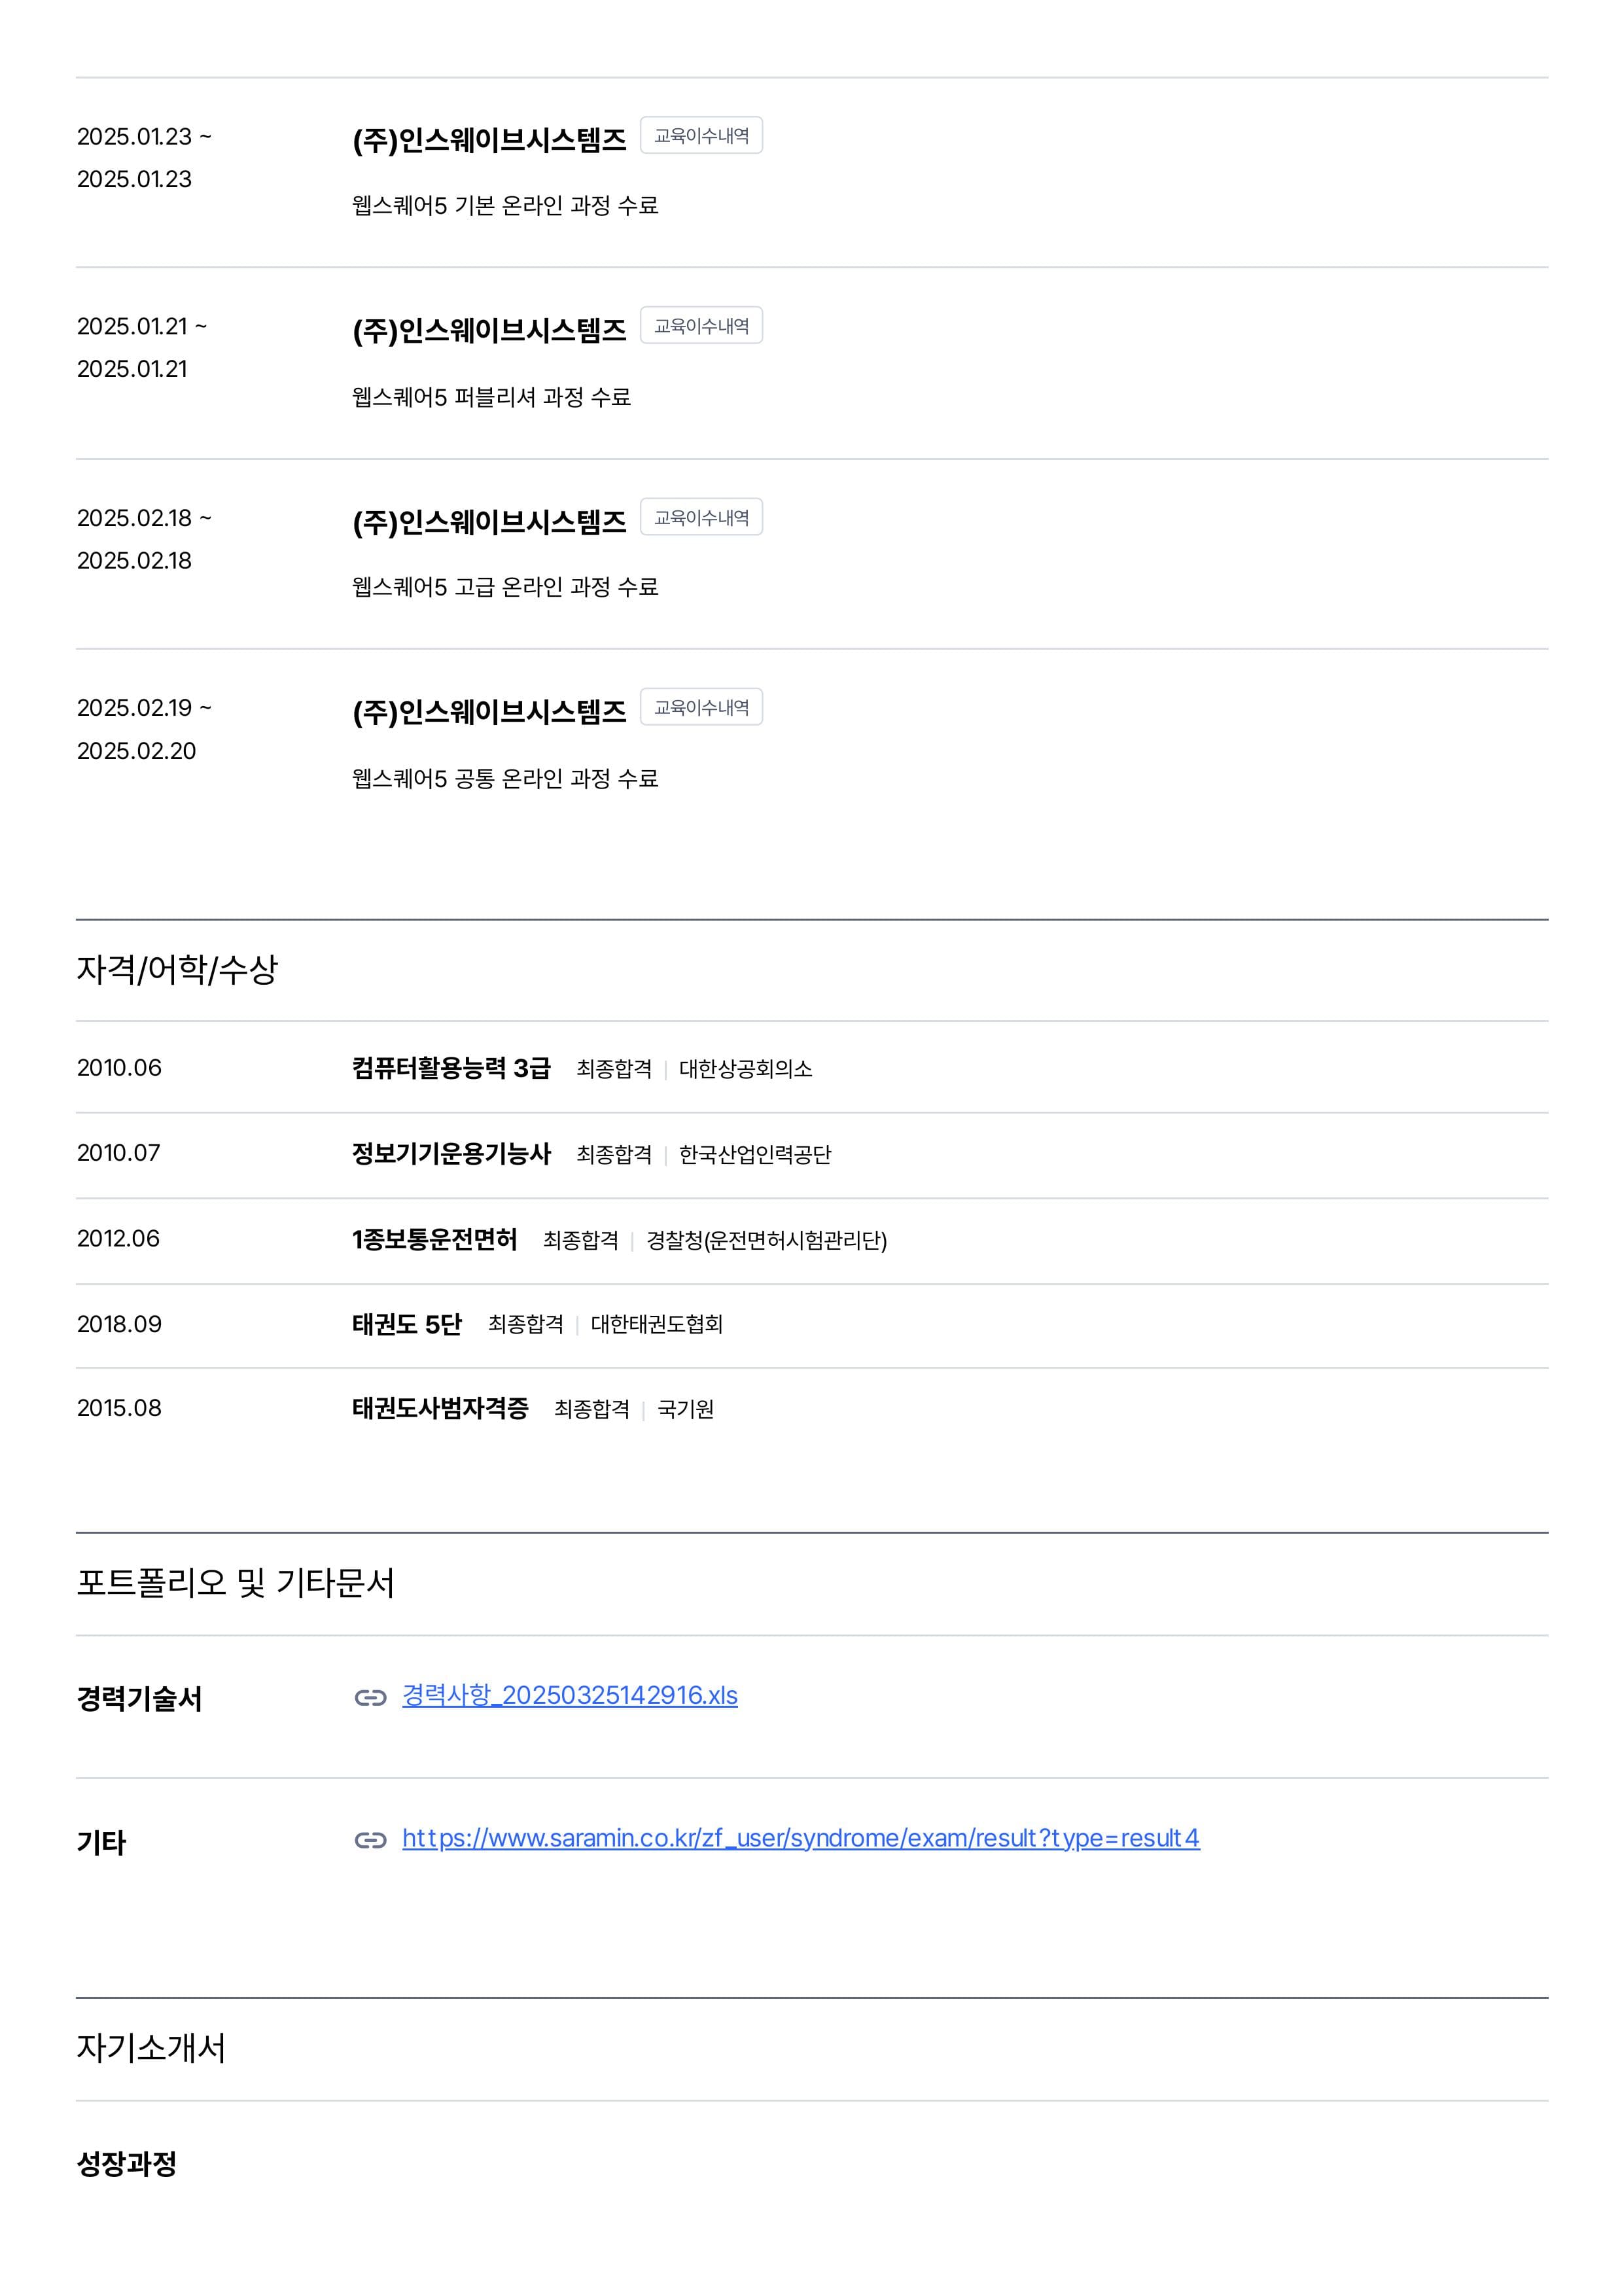 2025.01.23 ~
2025.01.23
(주)인스웨이브시스템즈 교육이수내역
웹스퀘어5 기본 온라인 과정 수료
2025.01.21 ~
2025.01.21
(주)인스웨이브시스템즈 교육이수내역
웹스퀘어5 퍼블리셔 과정 수료
2025.02.18 ~
2025.02.18
(주)인스웨이브시스템즈 교육이수내역
웹스퀘어5 고급 온라인 과정 수료
2025.02.19 ~
2025.02.20
(주)인스웨이브시스템즈 교육이수내역
웹스퀘어5 공통 온라인 과정 수료
자격/어학/수상
2010.06 컴퓨터활용능력 3급 최종합격 | 대한상공회의소
2010.07 정보기기운용기능사 최종합격 | 한국산업인력공단
2012.06 1종보통운전면허 최종합격 | 경찰청(운전면허시험관리단)
2018.09 태권도 5단 최종합격 | 대한태권도협회
2015.08 태권도사범자격증 최종합격 | 국기원
포트폴리오 및 기타문서
경력기술서 경력사항_20250325142916.xls
기타 https://www.saramin.co.kr/zf_user/syndrome/exam/result?type=result4
자기소개서
성장과정